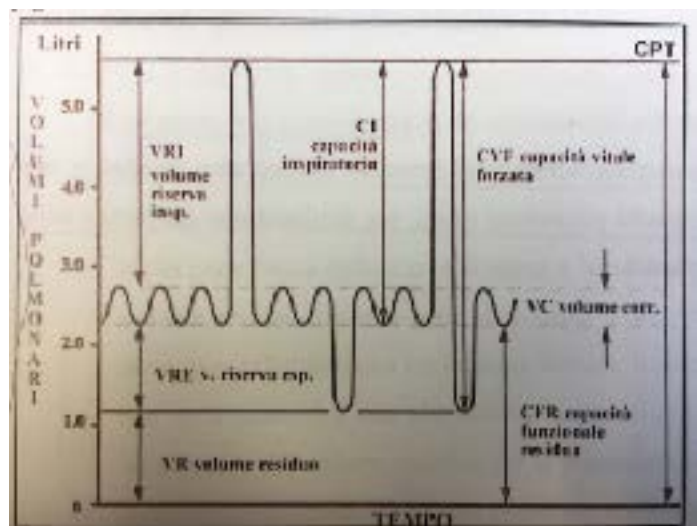 Litri
CPT
5.0
VOLUMI POLMONARI
CI
capacità
inspiratoria
VRI
volume
riserva
insp.
CVF capacità vitale
forzata
4.0
3.0
VC volume corr.
2.0
VRE v. riserva esp.
CFR capacità
funzionale
residua
1.0
VR volume residuo
0
TEMPO